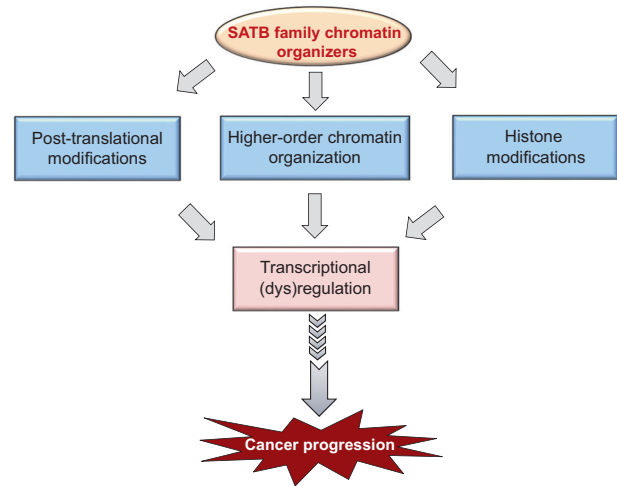 SATB family chromatin
organizers
Post-translational
modifications
Higher-order chromatin
organization
Histone
modifications
Transcriptional
(dys)regulation
Cancer progression